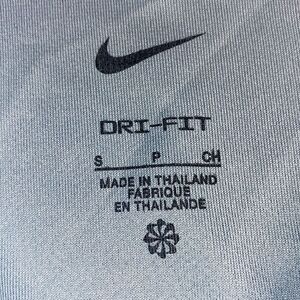 DRI-FIT
S P CH
MADE IN THAILAND
FABRIQUE
EN THAILANDE